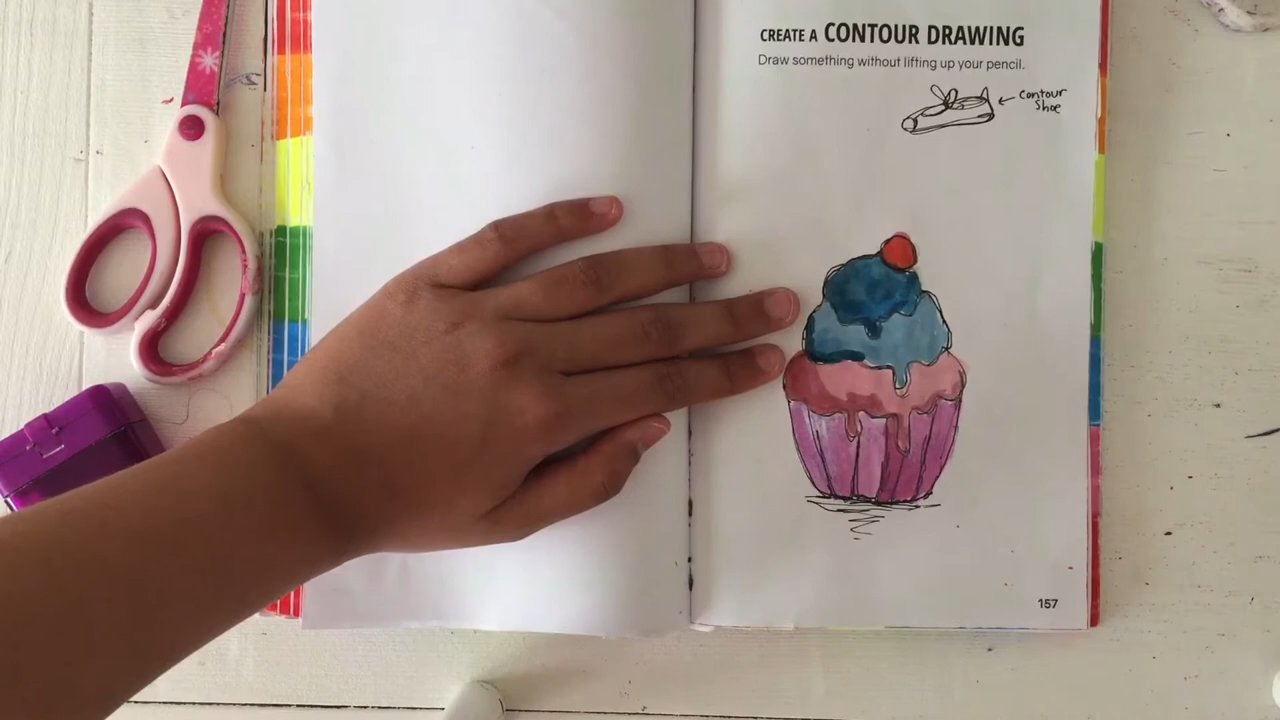 CREATE A CONTOUR DRAWING
Draw something without lifting up your pencil.
Contour
Shoe
157